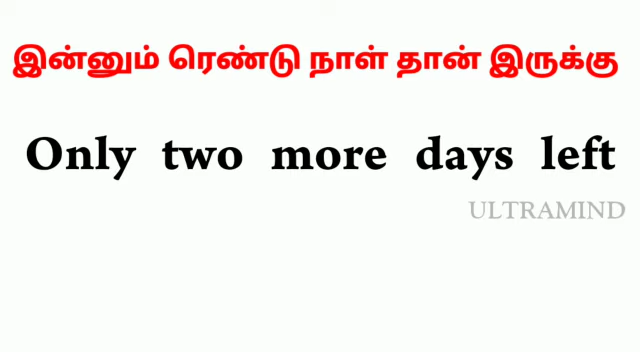 இன்னும் ரெண்டு நாள் தான் இருக்கு
Only two more days left
ULTRAMIND